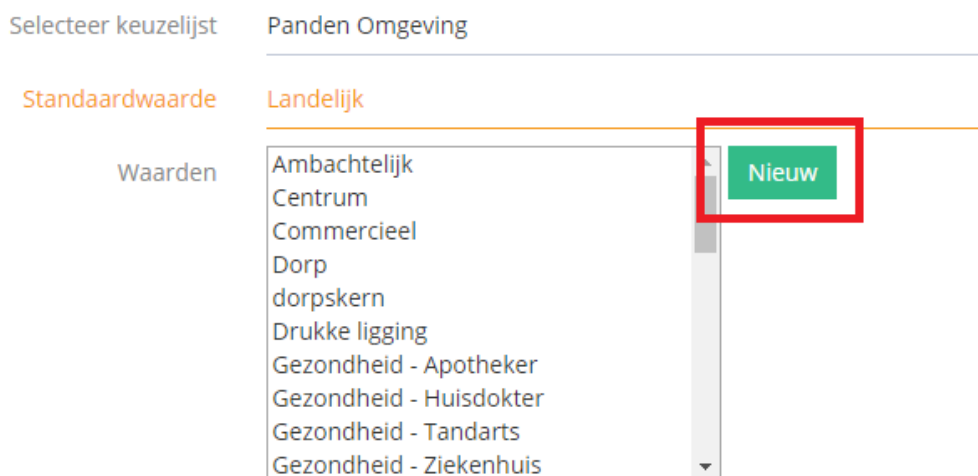 Selecteer keuzelijst Panden Omgeving
Standaardwaarde Landelijk
Waarden Ambachtelijk Nieuw
Centrum
Commercieel
Dorp
dorpskern
Drukke ligging
Gezondheid - Apotheker
Gezondheid - Huisdokter
Gezondheid - Tandarts
Gezondheid - Ziekenhuis